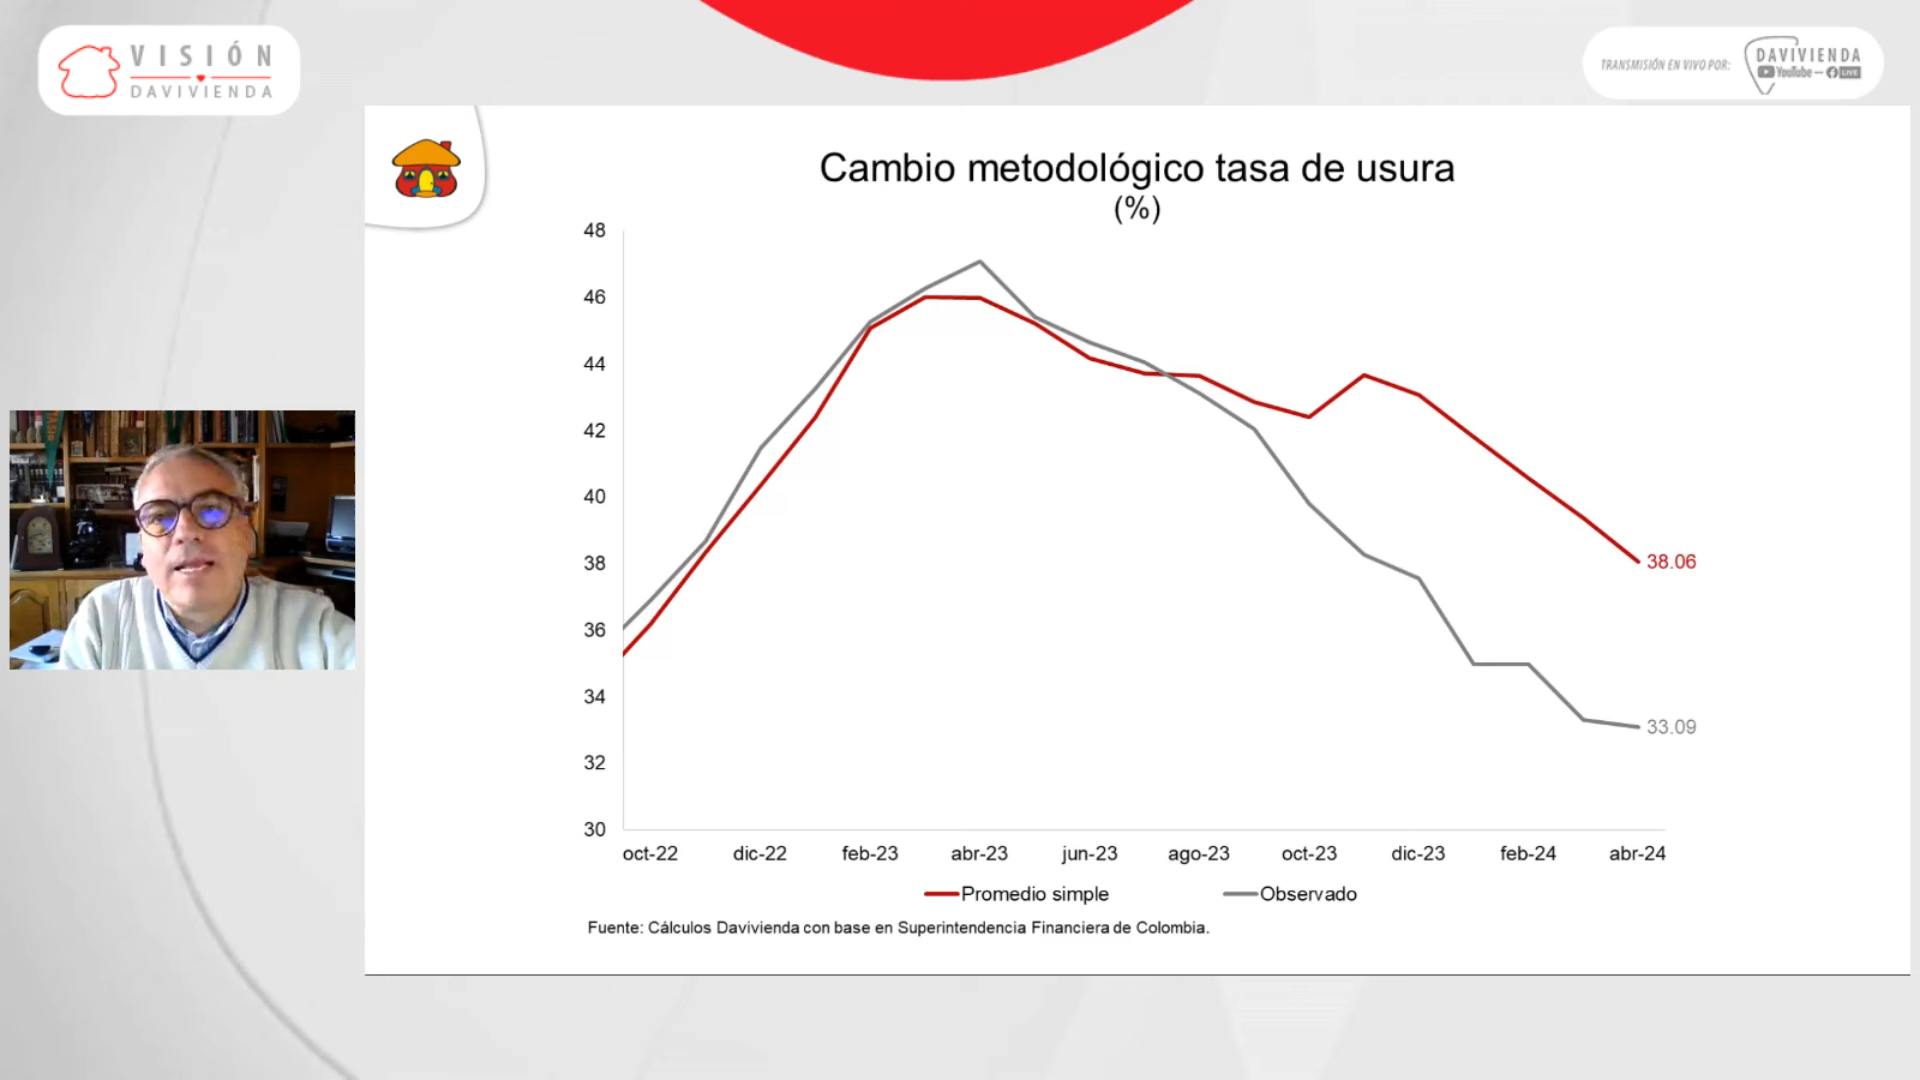 VISIÓN
DAVIVIENDA
TRANSMISIÓN EN VIVO POR:
DAVIVIENDA
YouTube — LIVE
Cambio metodológico tasa de usura
(%)
48
46
44
42
40
38
36
34
32
30
38.06
33.09
oct-22 dic-22 feb-23 abr-23 jun-23 ago-23 oct-23 dic-23 feb-24 abr-24
Promedio simple Observado
Fuente: Cálculos Davivienda con base en Superintendencia Financiera de Colombia.